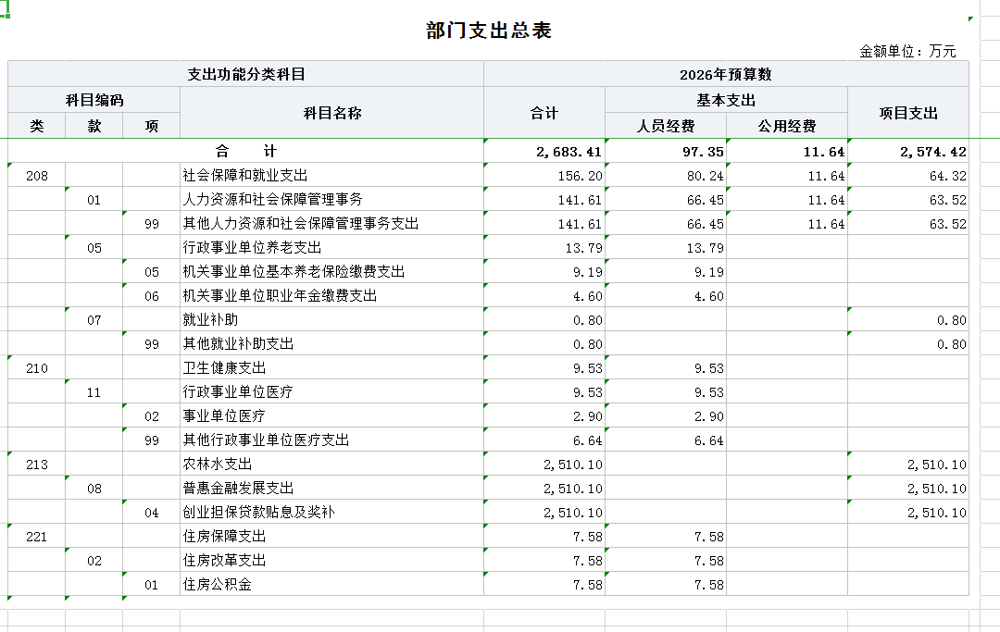 部门支出总表
金额单位：万元
支出功能分类科目 2026年预算数
科目编码 科目名称 合计 基本支出 项目支出
类 款 项 人员经费 公用经费
合 计 2,683.41 97.35 11.64 2,574.42
208 社会保障和就业支出 156.20 80.24 11.64 64.32
01 人力资源和社会保障管理事务 141.61 66.45 11.64 63.52
99 其他人力资源和社会保障管理事务支出 141.61 66.45 11.64 63.52
05 行政事业单位养老支出 13.79 13.79
05 机关事业单位基本养老保险缴费支出 9.19 9.19
06 机关事业单位职业年金缴费支出 4.60 4.60
07 就业补助 0.80 0.80
99 其他就业补助支出 0.80 0.80
210 卫生健康支出 9.53 9.53
11 行政事业单位医疗 9.53 9.53
02 事业单位医疗 2.90 2.90
99 其他行政事业单位医疗支出 6.64 6.64
213 农林水支出 2,510.10 2,510.10
08 普惠金融发展支出 2,510.10 2,510.10
04 创业担保贷款贴息及奖补 2,510.10 2,510.10
221 住房保障支出 7.58 7.58
02 住房改革支出 7.58 7.58
01 住房公积金 7.58 7.58